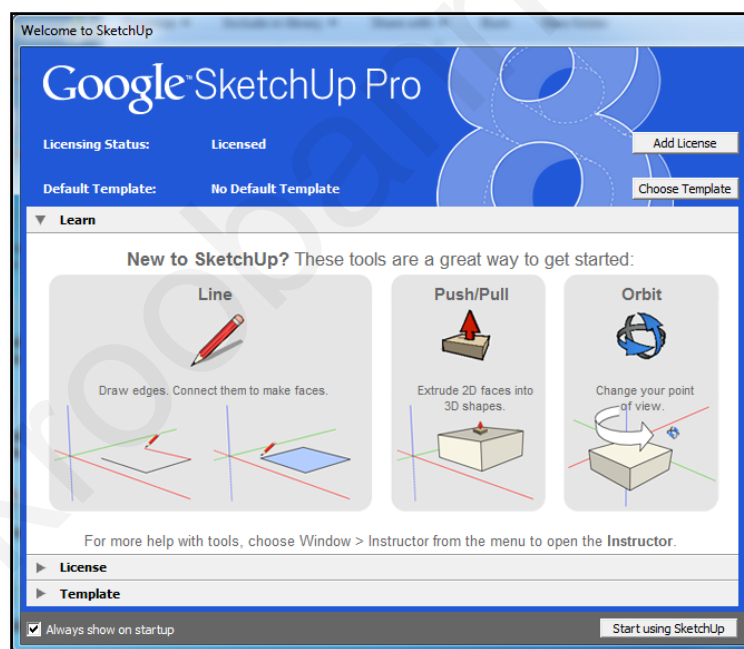 Welcome to SketchUp
Google™ SketchUp Pro
Licensing Status: Licensed
Add License
Default Template: No Default Template
Choose Template
Learn
New to SketchUp? These tools are a great way to get started:
Line
Draw edges. Connect them to make faces.
Push/Pull
Extrude 2D faces into
3D shapes.
Orbit
Change your point
of view.
For more help with tools, choose Window > Instructor from the menu to open the Instructor.
License
Template
Always show on startup
Start using SketchUp